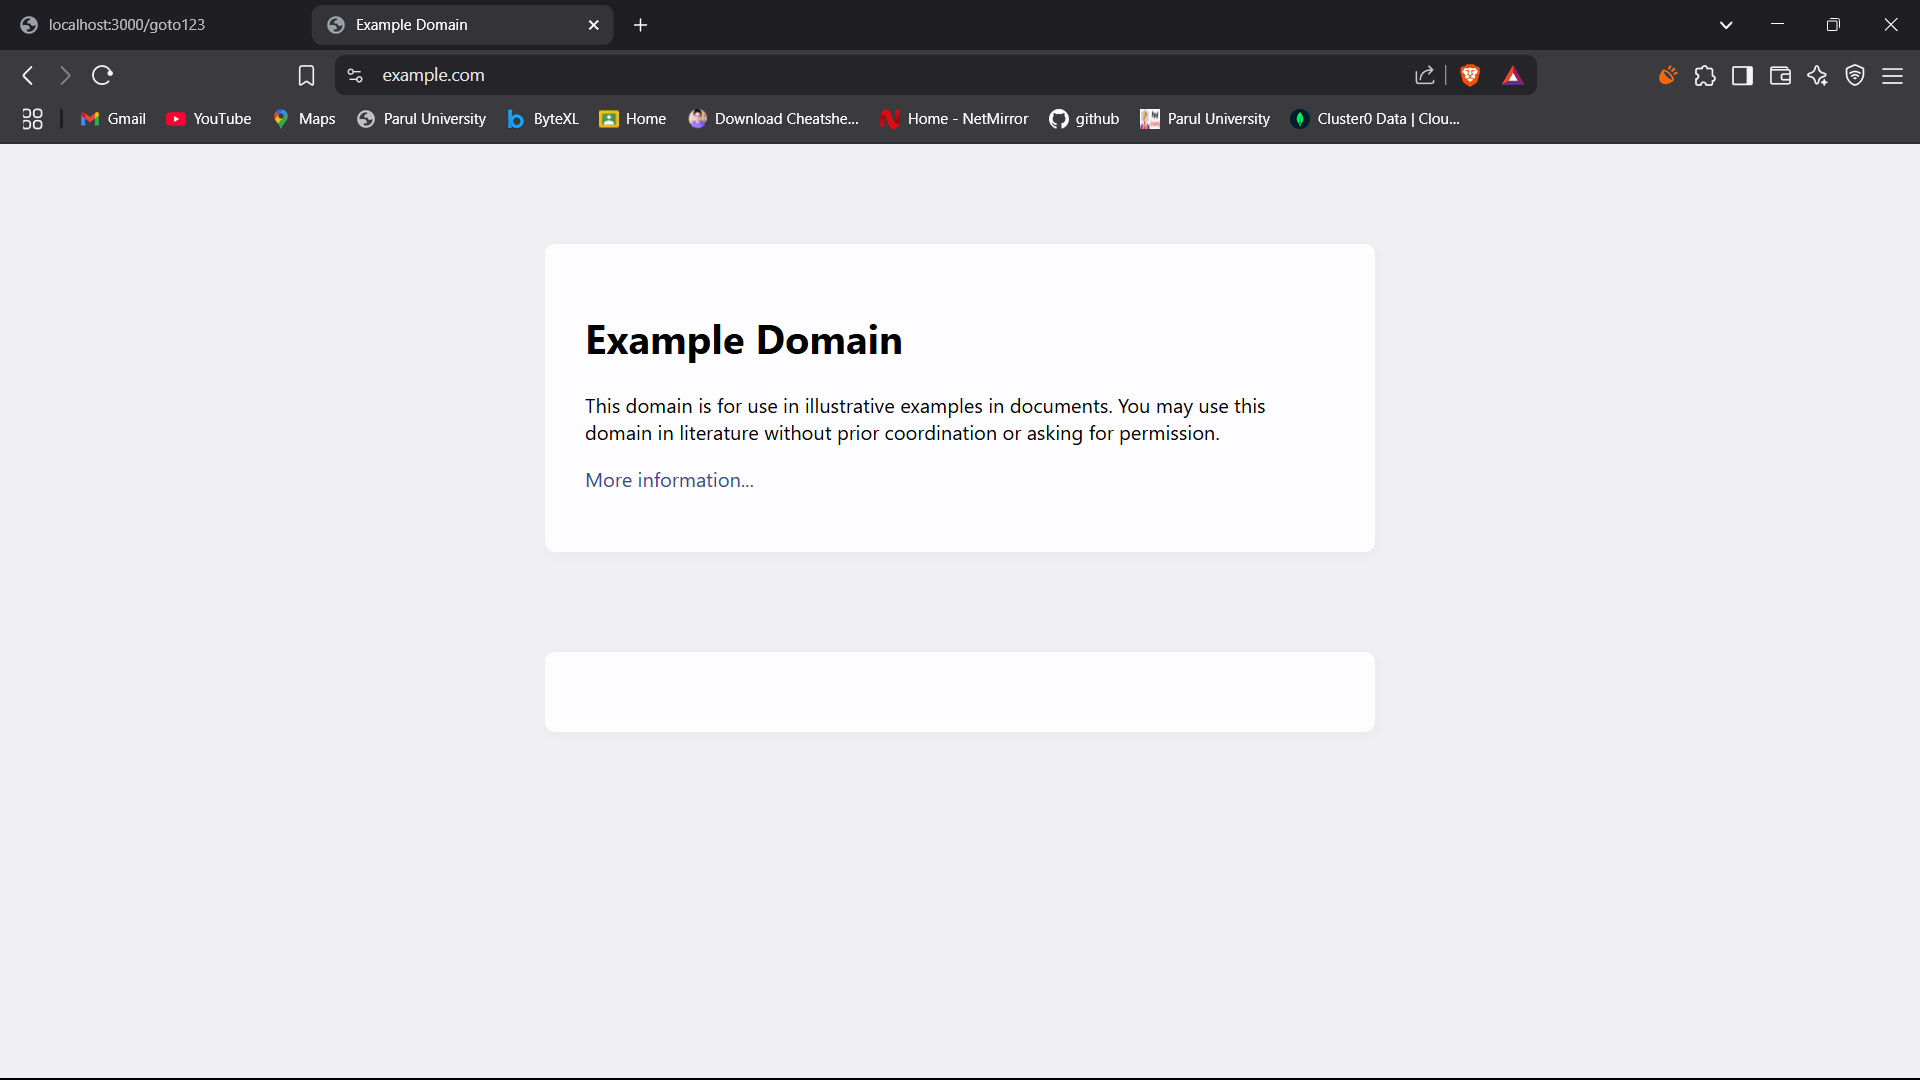 localhost:3000/goto123
Example Domain
example.com
Gmail
YouTube
Maps
Parul University
ByteXL
Home
Download Cheatshe...
Home - NetMirror
github
Parul University
Cluster0 Data | Clou...
Example Domain
This domain is for use in illustrative examples in documents. You may use this
domain in literature without prior coordination or asking for permission.
More information...